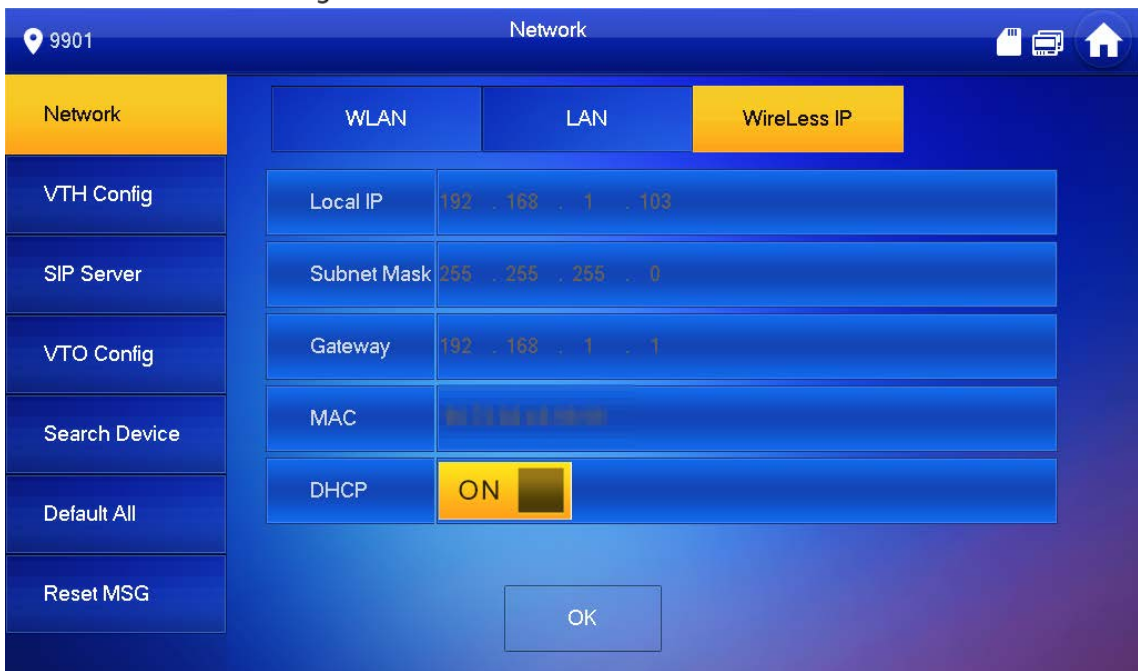 9901
Network
Network
WLAN
LAN
WireLess IP
VTH Config
SIP Server
VTO Config
Search Device
Default All
Reset MSG
Local IP 192 . 168 . 1 . 103
Subnet Mask 255 . 255 . 255 . 0
Gateway 192 . 168 . 1 . 1
MAC
DHCP ON
OK